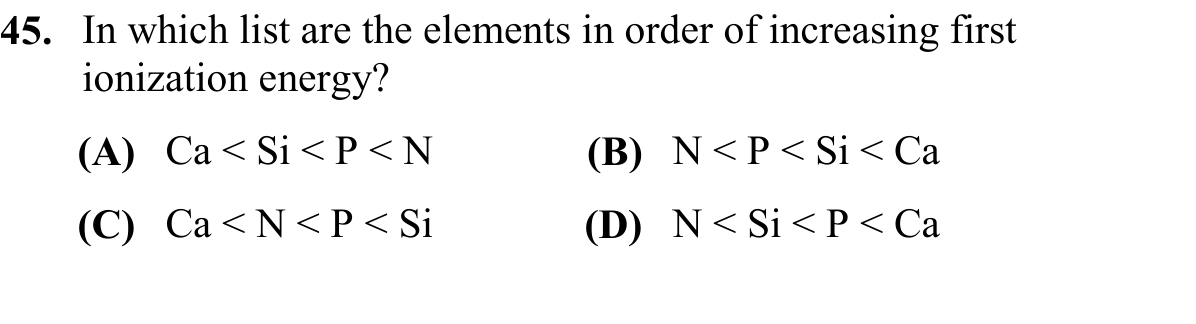 45. In which list are the elements in order of increasing first
ionization energy?
(A) Ca < Si < P < N (B) N < P < Si < Ca
(C) Ca < N < P < Si (D) N < Si < P < Ca